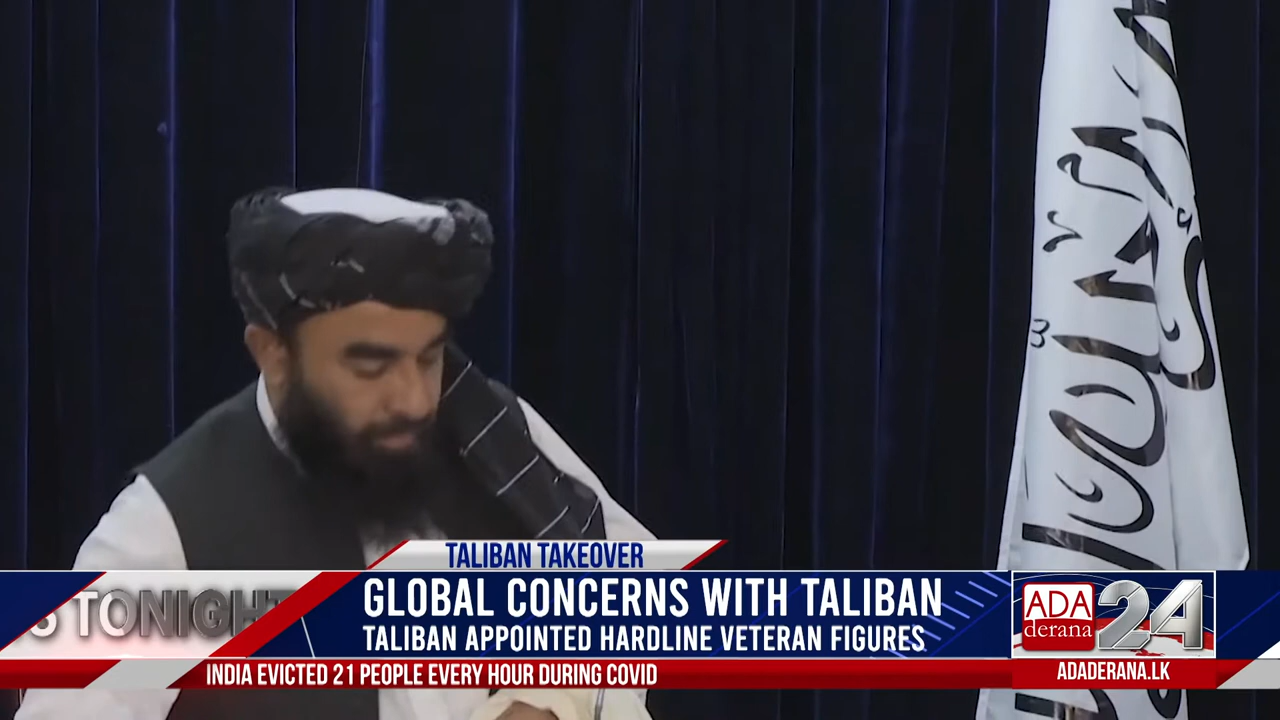 TALIBAN TAKEOVER
TONIGHT
GLOBAL CONCERNS WITH TALIBAN
TALIBAN APPOINTED HARDLINE VETERAN FIGURES
ADA
derana
24
INDIA EVICTED 21 PEOPLE EVERY HOUR DURING COVID
ADADERANA.LK